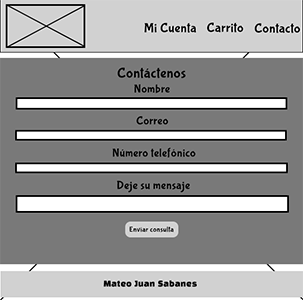 Mi Cuenta Carrito Contacto
Contáctenos
Nombre
Correo
Número telefónico
Deje su mensaje
Enviar consulta
Mateo Juan Sabanes